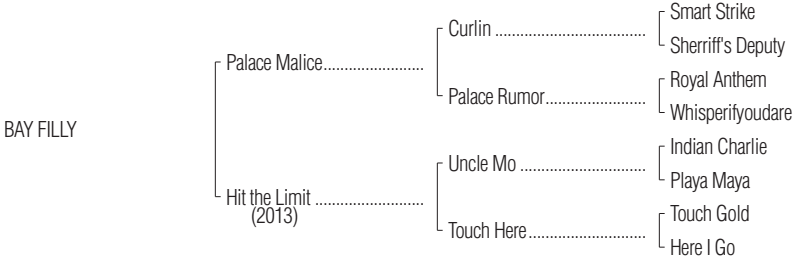 Smart Strike
Curlin ......................................
Sherriff's Deputy
Palace Malice.........................
Royal Anthem
Palace Rumor.........................
Whisperifyoudare
BAY FILLY
Indian Charlie
Uncle Mo ...............................
Playa Maya
Hit the Limit ...........................
(2013)
Touch Gold
Touch Here.............................
Here I Go